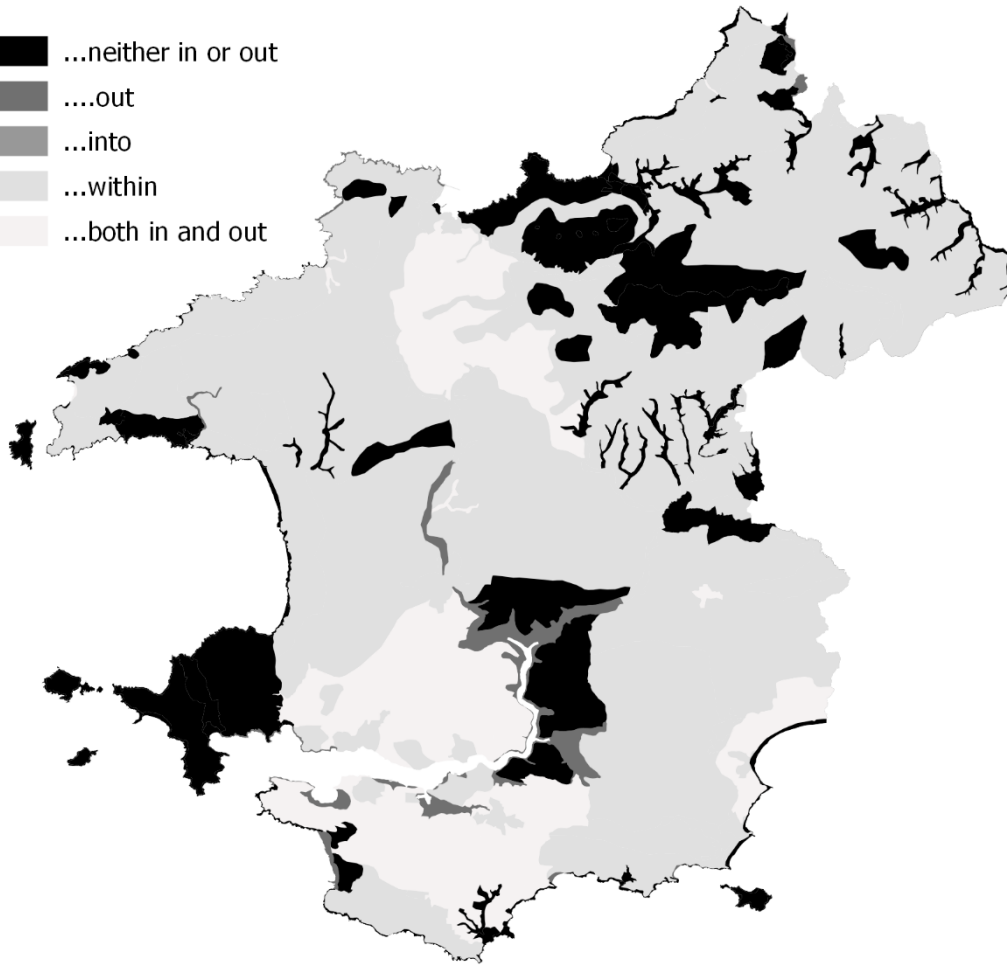 ...neither in or out
....out
...into
...within
...both in and out